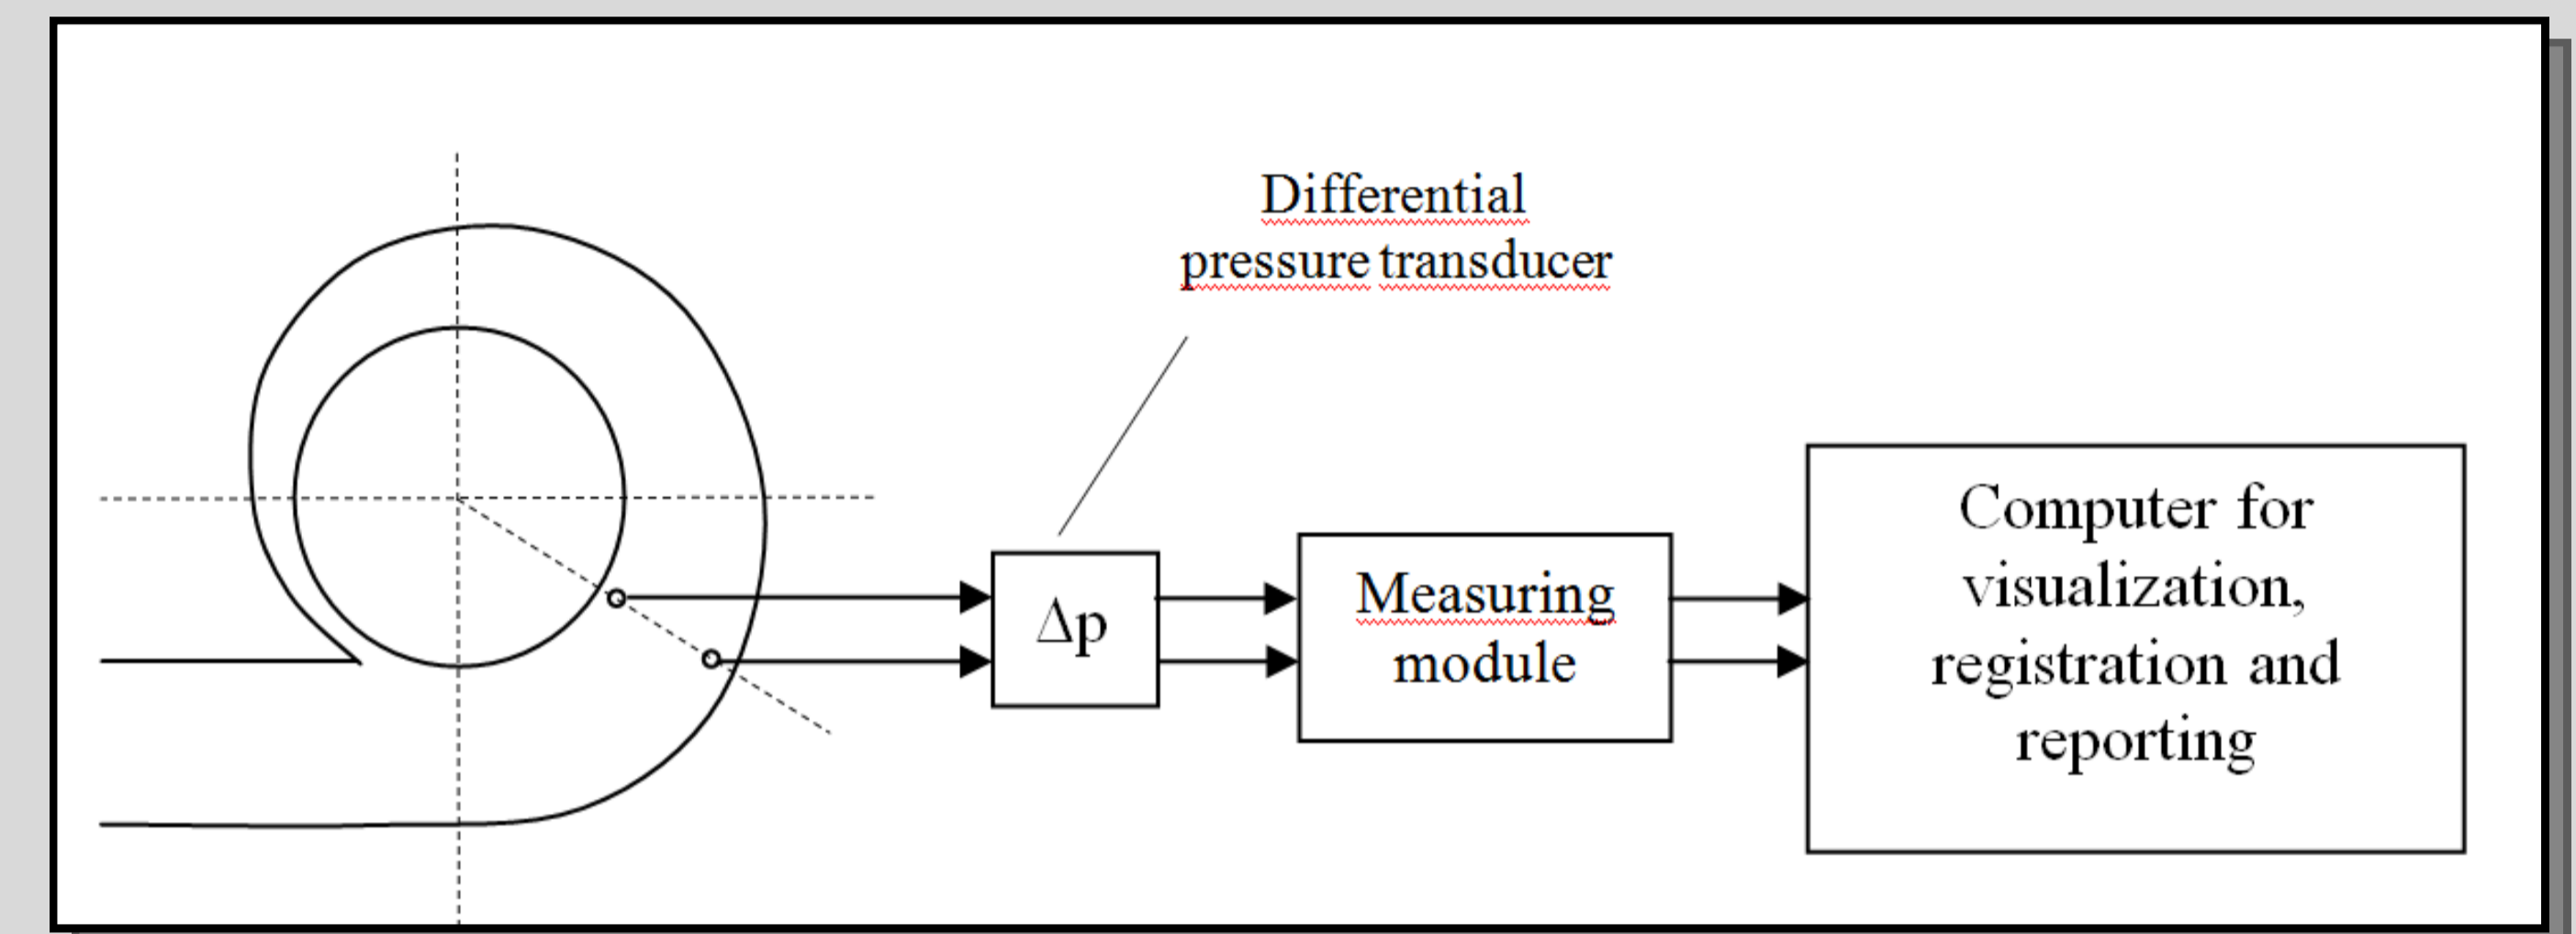 Differential
pressure transducer
Δp
Measuring
module
Computer for
visualization,
registration and
reporting